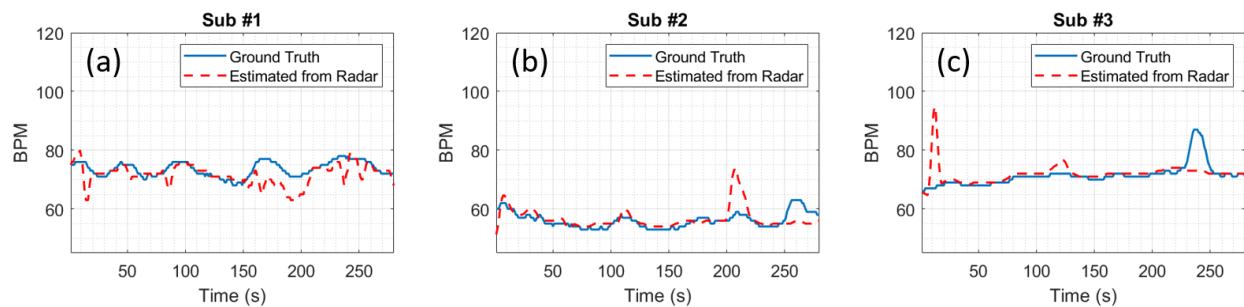 Sub #1
(a)
Ground Truth
Estimated from Radar
120
100
80
60
BPM
50
100
150
200
250
Time (s)
Sub #2
(b)
Ground Truth
Estimated from Radar
120
100
80
60
BPM
50
100
150
200
250
Time (s)
Sub #3
(c)
Ground Truth
Estimated from Radar
120
100
80
60
BPM
50
100
150
200
250
Time (s)